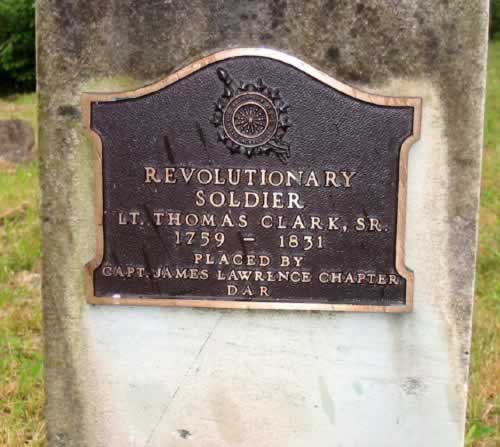 REVOLUTIONARY
SOLDIER
LT. THOMAS CLARK, SR.
1759 - 1831
PLACED BY
CAPT. JAMES LAWRENCE CHAPTER
DAR